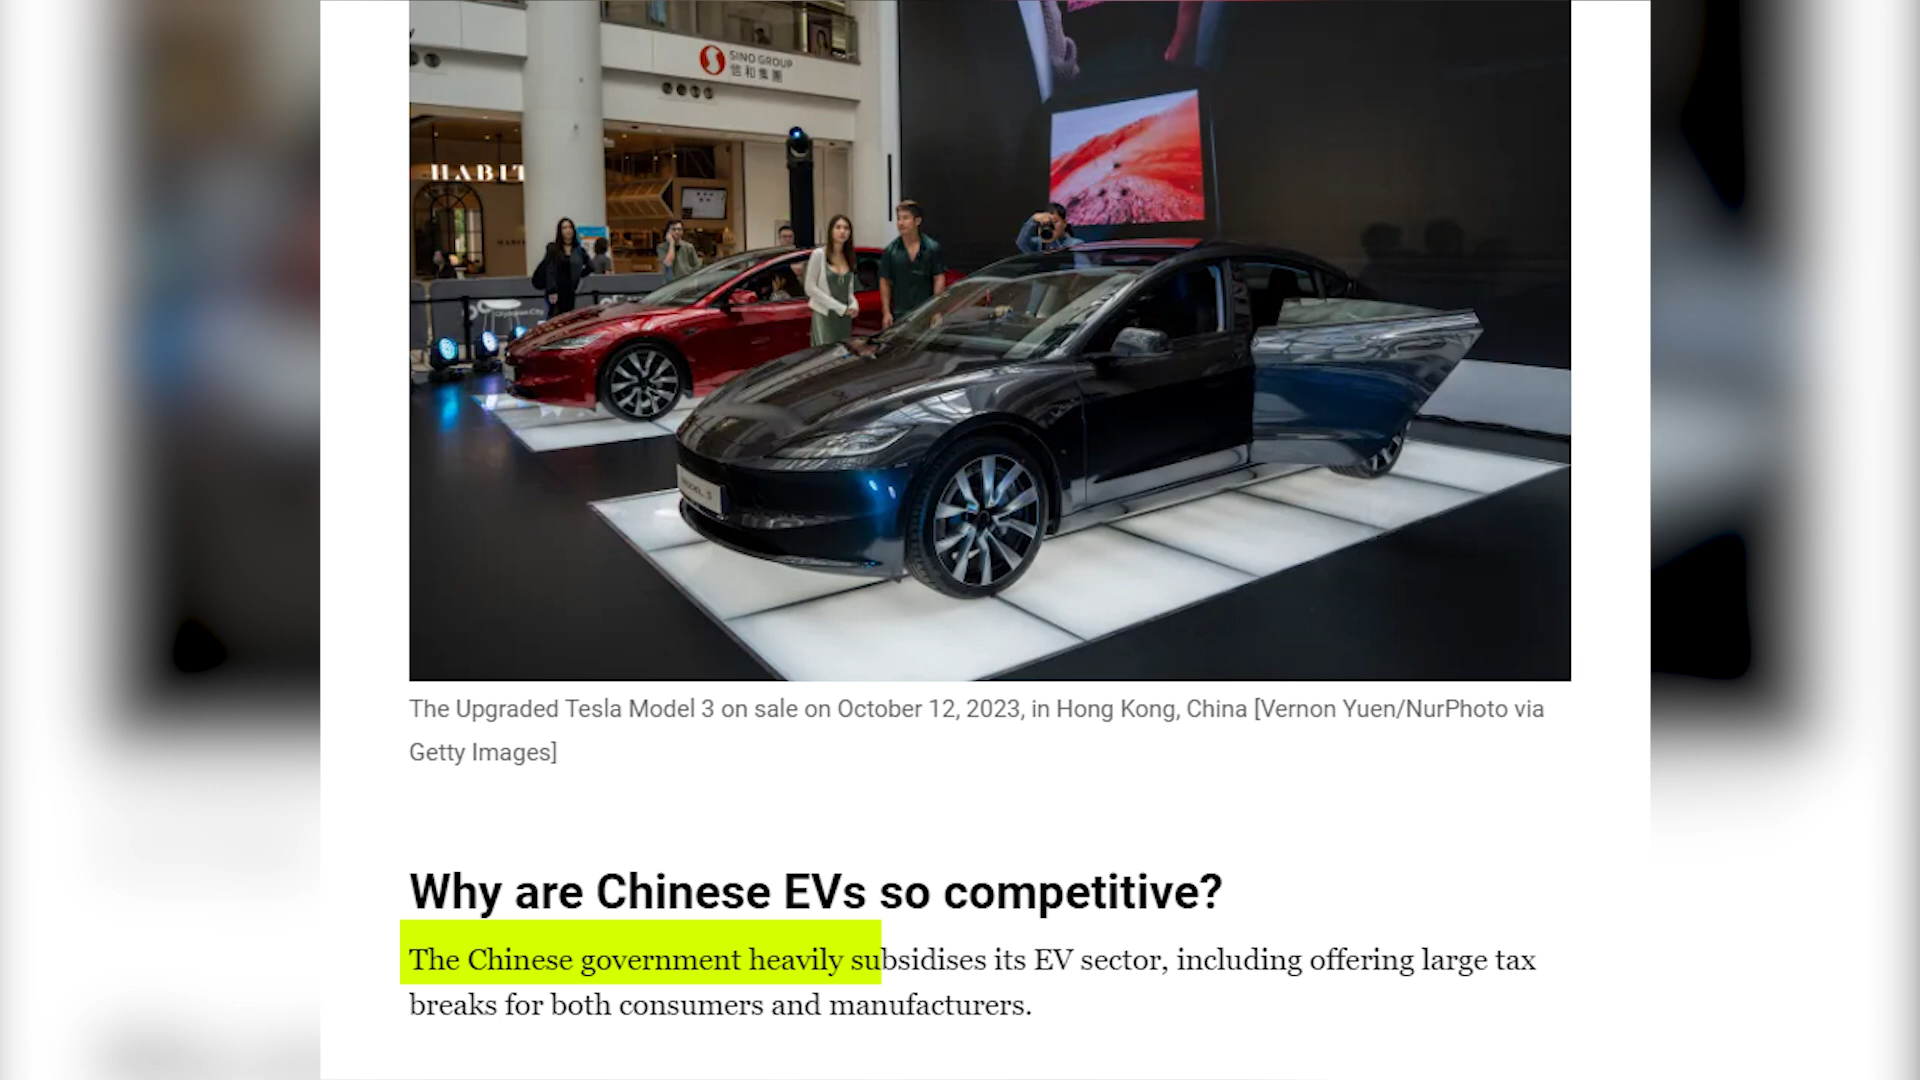 SINO GROUP
信和集團
HABIT
MODEL 3
The Upgraded Tesla Model 3 on sale on October 12, 2023, in Hong Kong, China [Vernon Yuen/NurPhoto via
Getty Images]
Why are Chinese EVs so competitive?
The Chinese government heavily subsidises its EV sector, including offering large tax
breaks for both consumers and manufacturers.